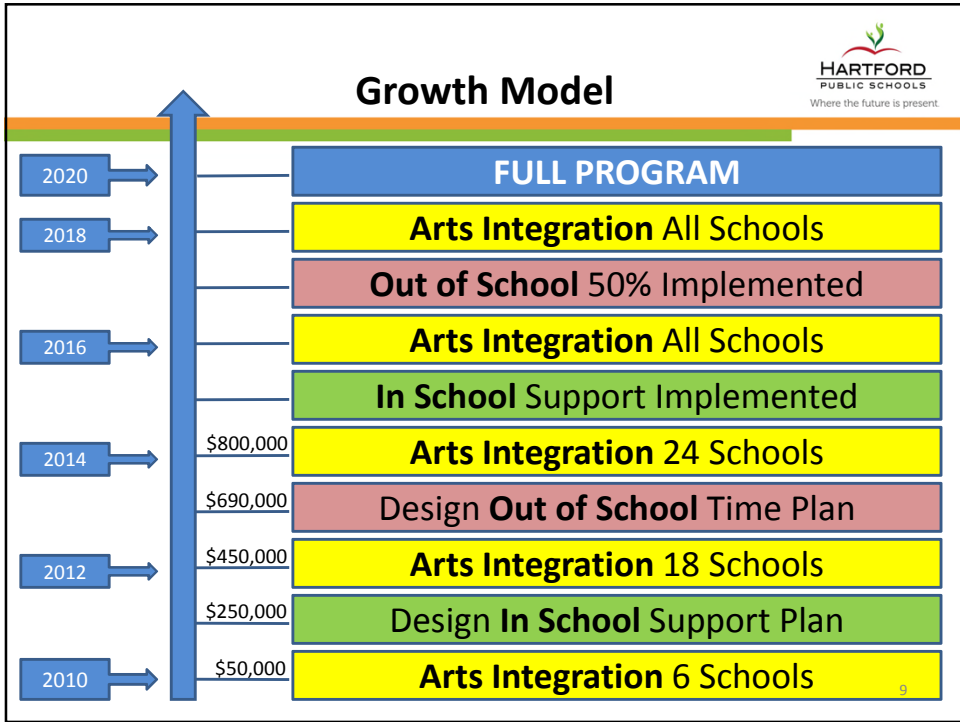 Growth Model
HARTFORD
PUBLIC SCHOOLS
Where the future is present
2020
FULL PROGRAM
2018
Arts Integration All Schools
Out of School 50% Implemented
2016
Arts Integration All Schools
In School Support Implemented
2014
$800,000
Arts Integration 24 Schools
$690,000
Design Out of School Time Plan
2012
$450,000
Arts Integration 18 Schools
$250,000
Design In School Support Plan
2010
$50,000
Arts Integration 6 Schools
9